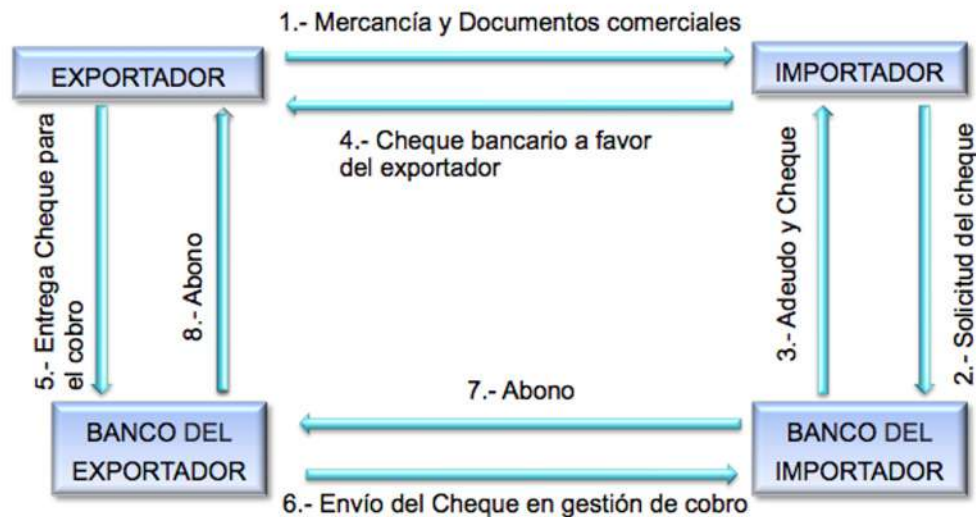 1.- Mercancía y Documentos comerciales
EXPORTADOR
IMPORTADOR
4.- Cheque bancario a favor
del exportador
5.- Entrega Cheque para
el cobro
8.- Abono
3.- Adeudo y Cheque
2.- Solicitud del cheque
7.- Abono
BANCO DEL
EXPORTADOR
BANCO DEL
IMPORTADOR
6.- Envío del Cheque en gestión de cobro